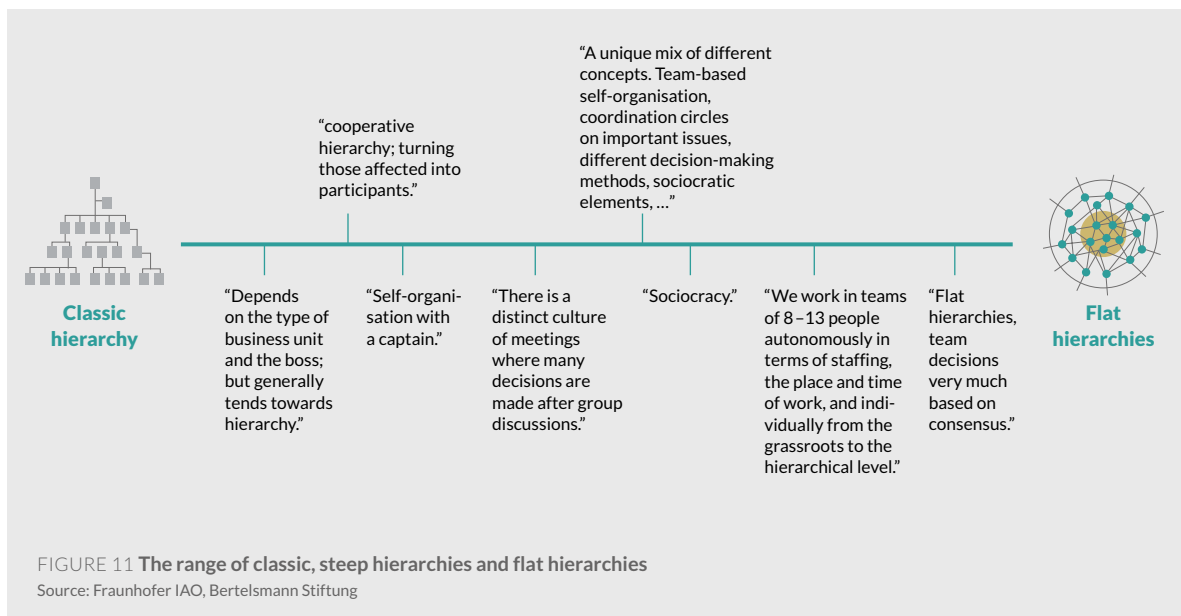 “A unique mix of different
concepts. Team-based
self-organisation,
coordination circles
on important issues,
different decision-making
methods, sociocratic
elements, …”
“cooperative
hierarchy; turning
those affected into
participants.”
Classic
hierarchy
“Depends
on the type of
business unit
and the boss;
but generally
tends towards
hierarchy.”
“Self-organi-
sation with
a captain.”
“There is a
distinct culture
of meetings
where many
decisions are
made after group
discussions.”
“Sociocracy.”
“We work in teams
of 8–13 people
autonomously in
terms of staffing,
the place and time
of work, and indi-
vidually from the
grassroots to the
hierarchical level.”
“Flat
hierarchies,
team
decisions
very much
based on
consensus.”
Flat
hierarchies
FIGURE 11 The range of classic, steep hierarchies and flat hierarchies
Source: Fraunhofer IAO, Bertelsmann Stiftung